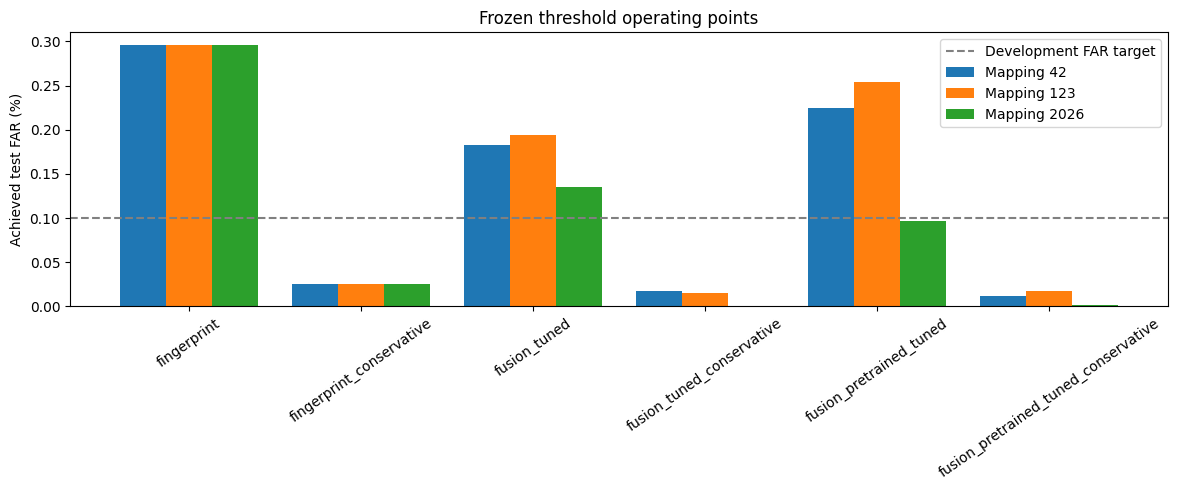 Frozen threshold operating points
Achieved test FAR (%)
0.30
0.25
0.20
0.15
0.10
0.05
0.00
Development FAR target
Mapping 42
Mapping 123
Mapping 2026
fingerprint
fingerprint_conservative
fusion_tuned
fusion_tuned_conservative
fusion_pretrained_tuned
fusion_pretrained_tuned_conservative